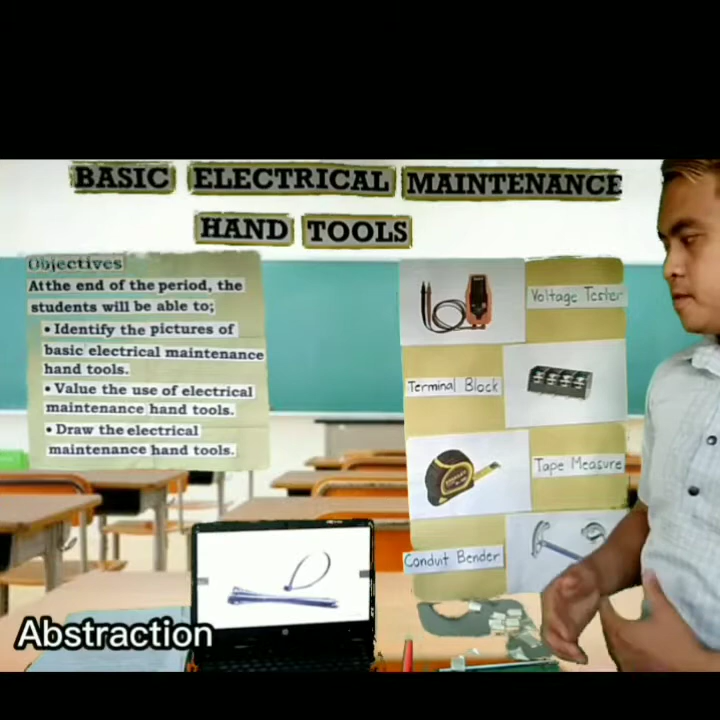 BASIC ELECTRICAL MAINTENANCE
HAND TOOLS
Objectives
At the end of the period, the
students will be able to;
• Identify the pictures of
basic electrical maintenance
hand tools.
• Value the use of electrical
maintenance hand tools.
• Draw the electrical
maintenance hand tools.
Voltage Tester
Terminal Block
Tape Measure
Conduit Bender
Abstraction